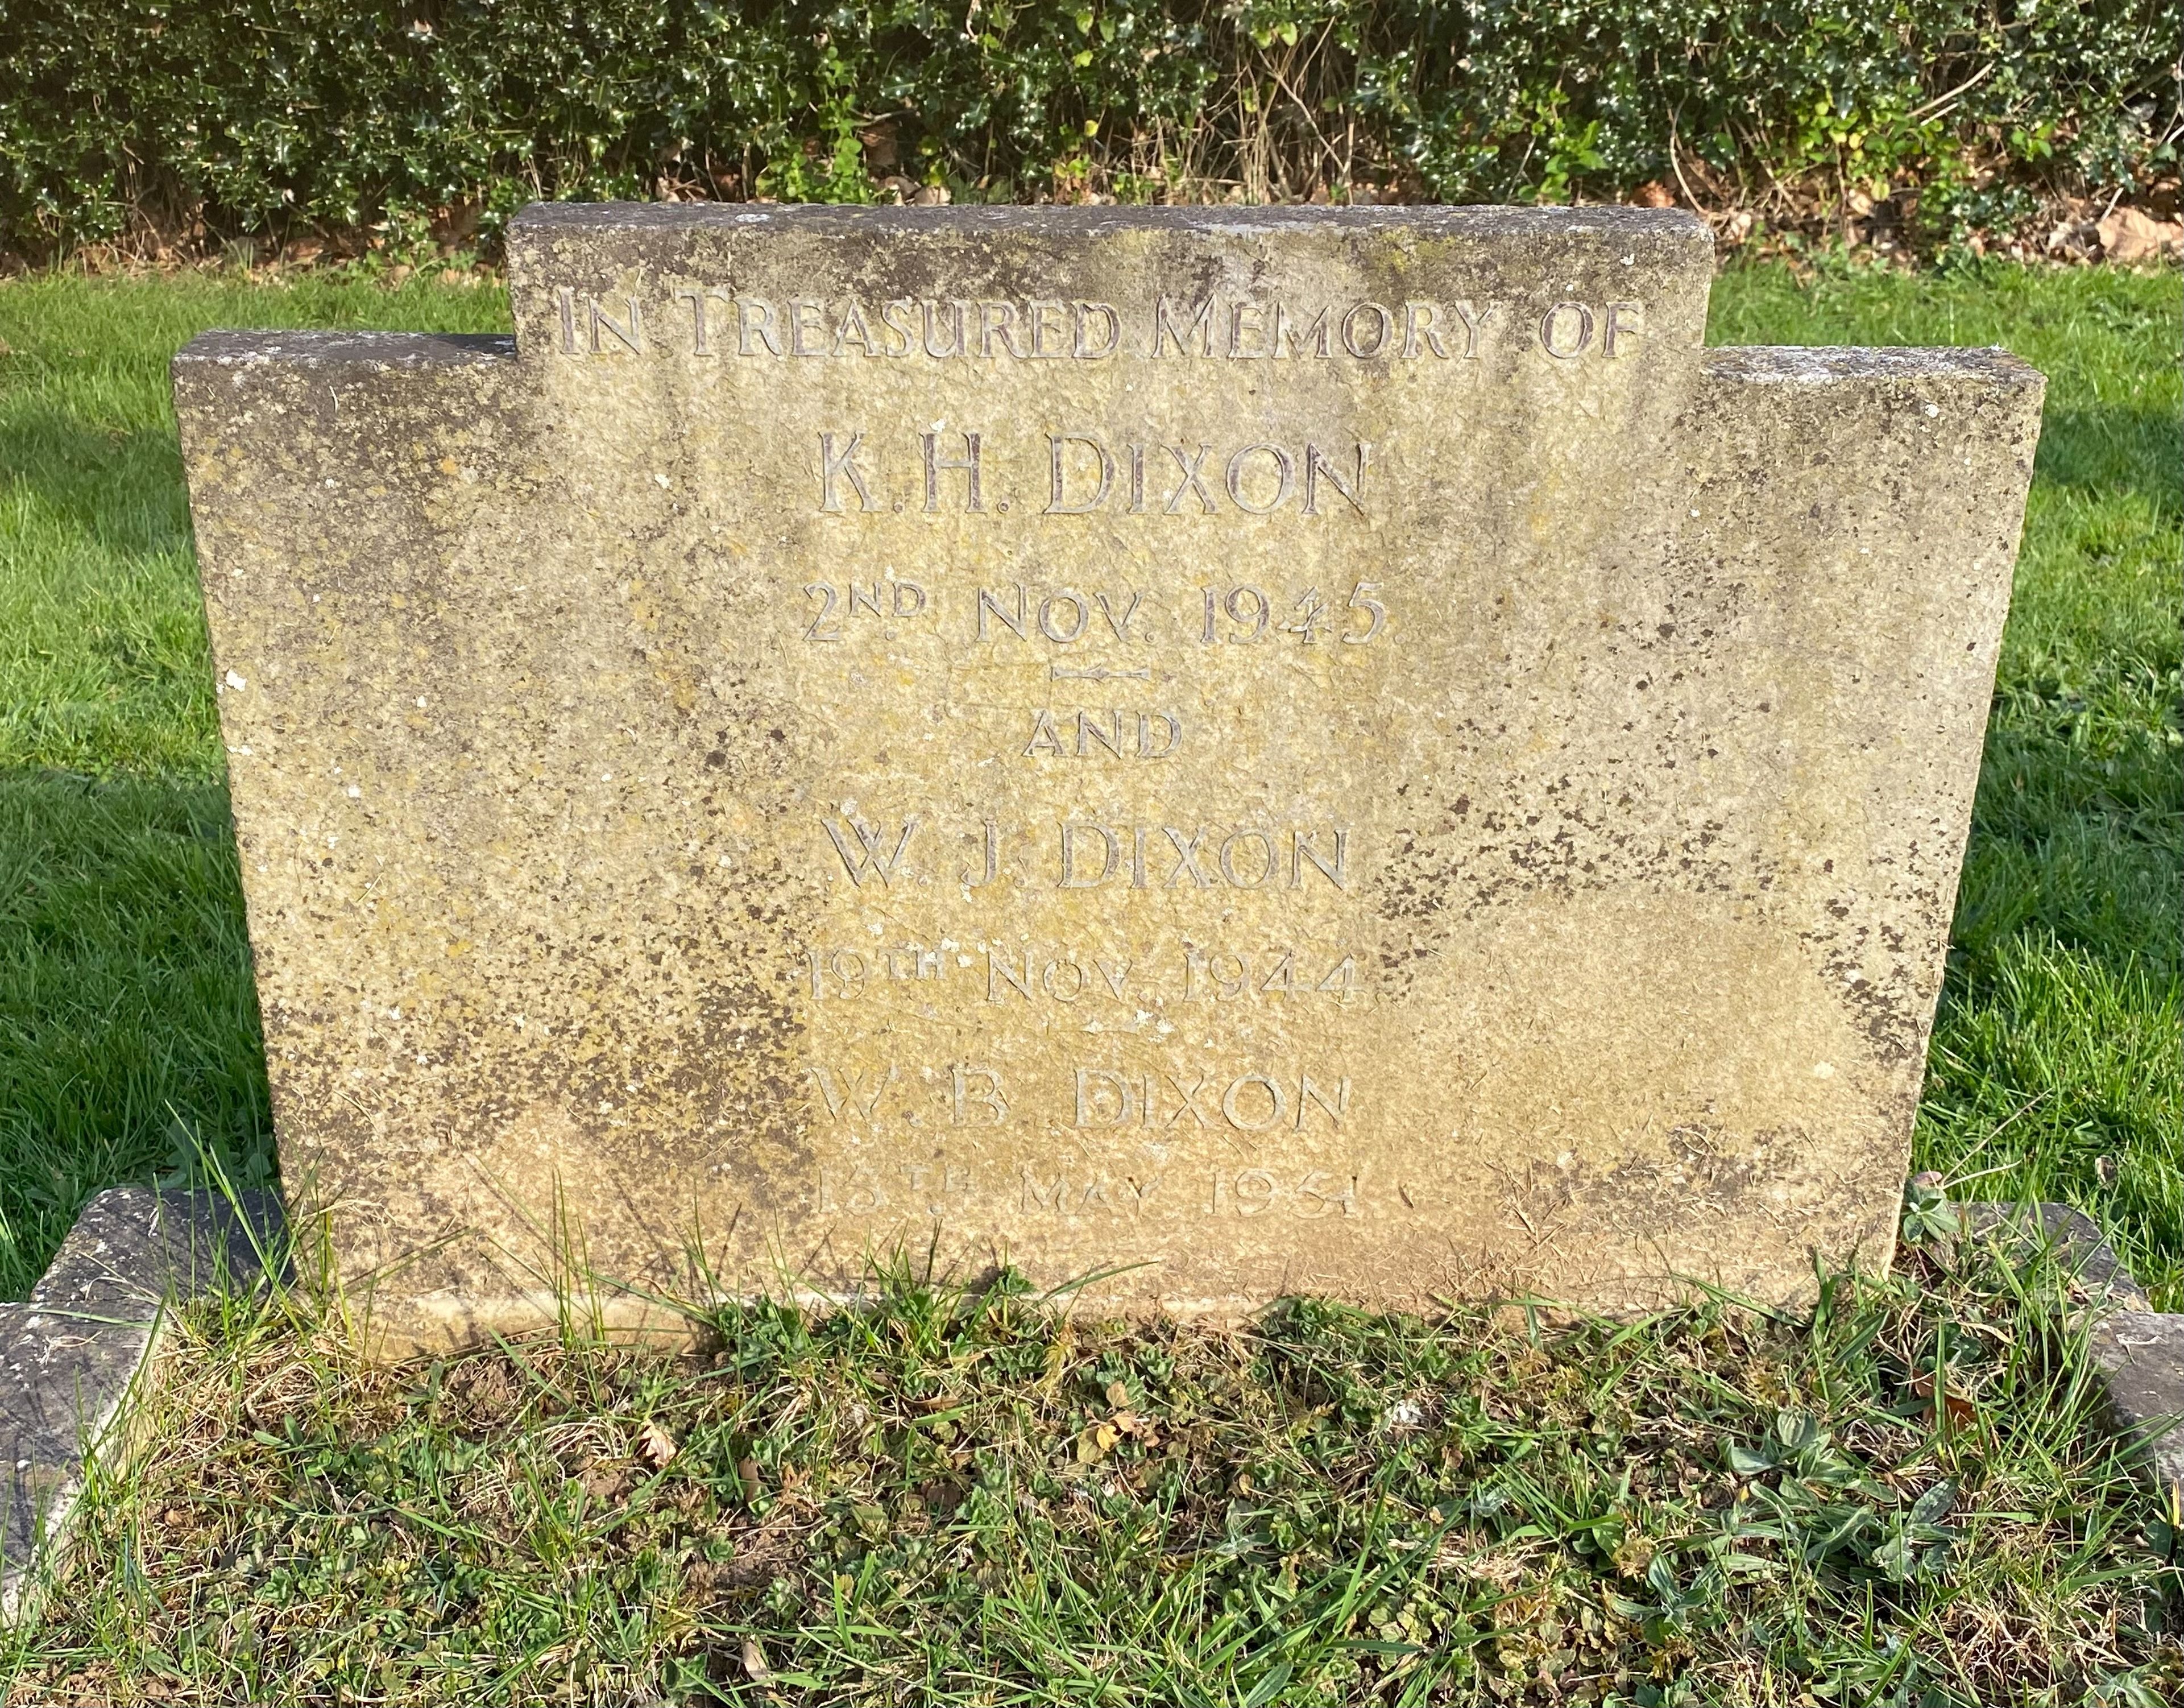 IN TREASURED MEMORY OF
K.H. DIXON
2ND NOV. 1945
AND
W. J. DIXON
19TH NOV. 1944
W. B. DIXON
MAY